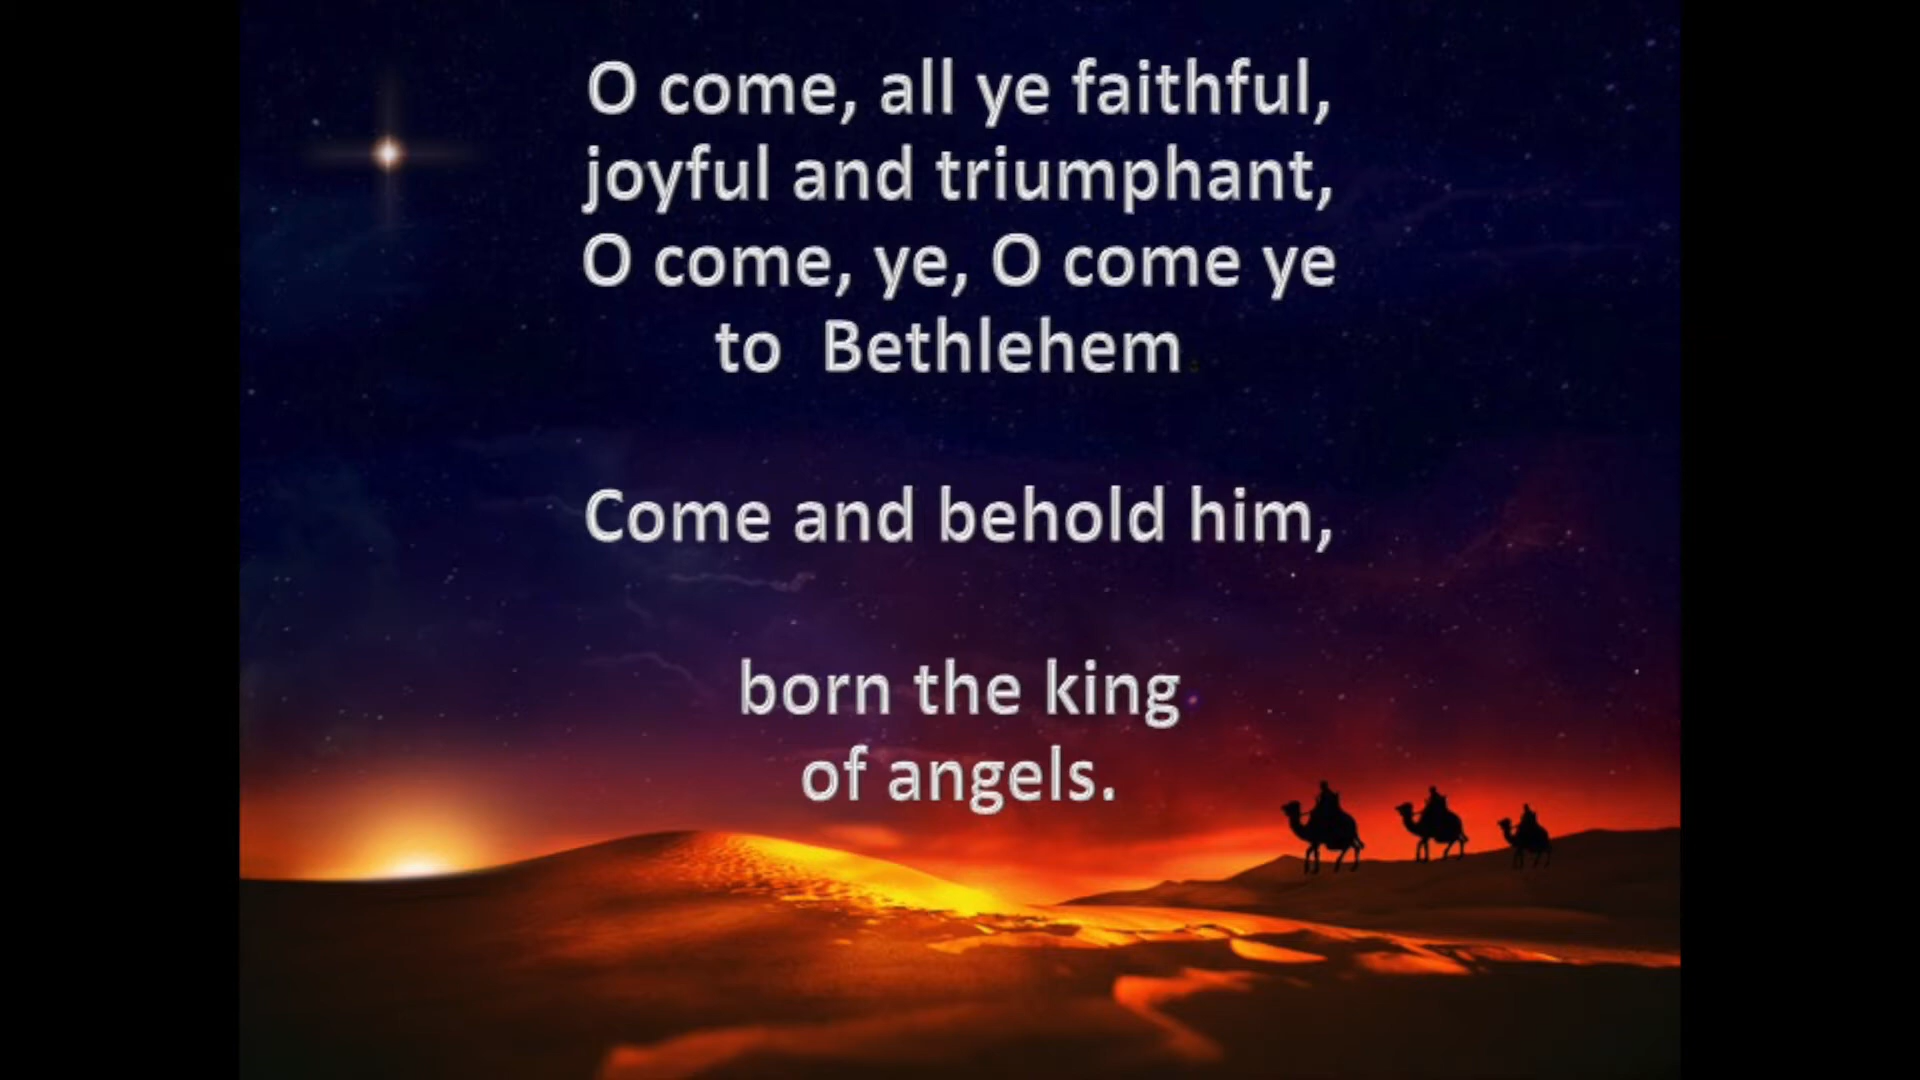 O come, all ye faithful,
joyful and triumphant,
O come, ye, O come ye
to Bethlehem.
Come and behold him,
born the king
of angels.